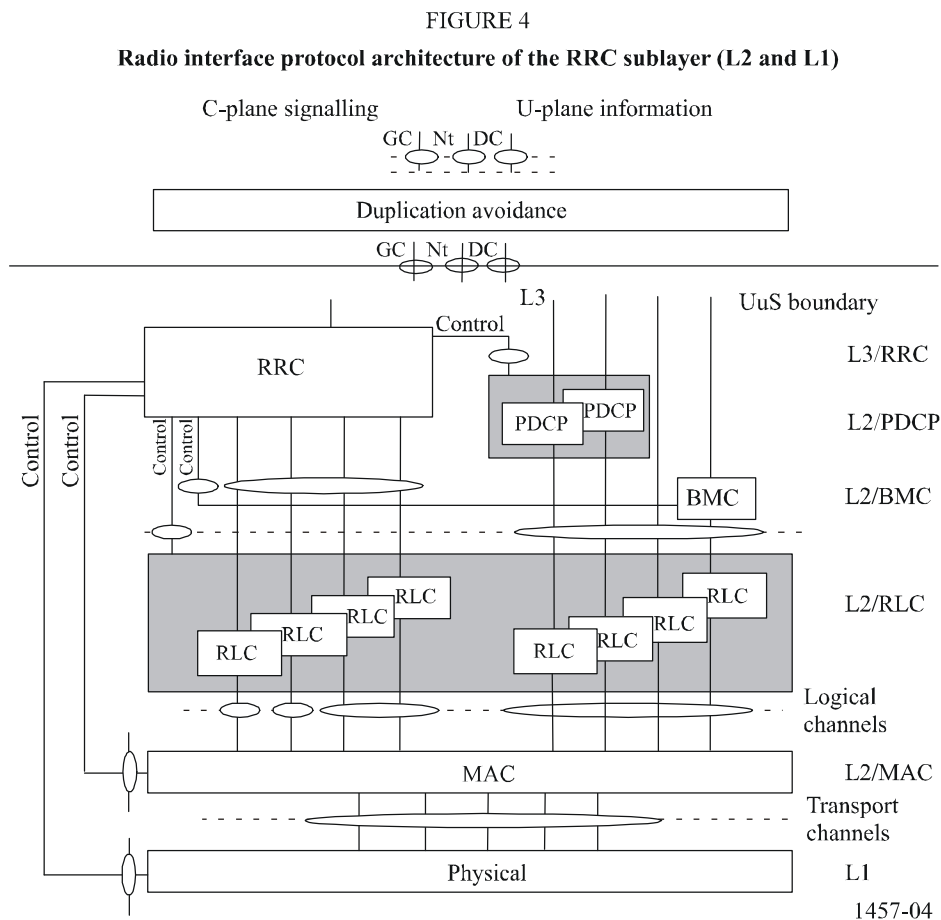 FIGURE 4
Radio interface protocol architecture of the RRC sublayer (L2 and L1)
C-plane signalling
U-plane information
GC Nt DC
Duplication avoidance
GC Nt DC
L3
UuS boundary
Control
RRC
L3/RRC
PDCP
PDCP
L2/PDCP
Control
Control
Control
Control
BMC
L2/BMC
RLC
RLC
RLC
RLC
RLC
RLC
RLC
RLC
L2/RLC
Logical
channels
MAC
L2/MAC
Transport
channels
Physical
L1
1457-04